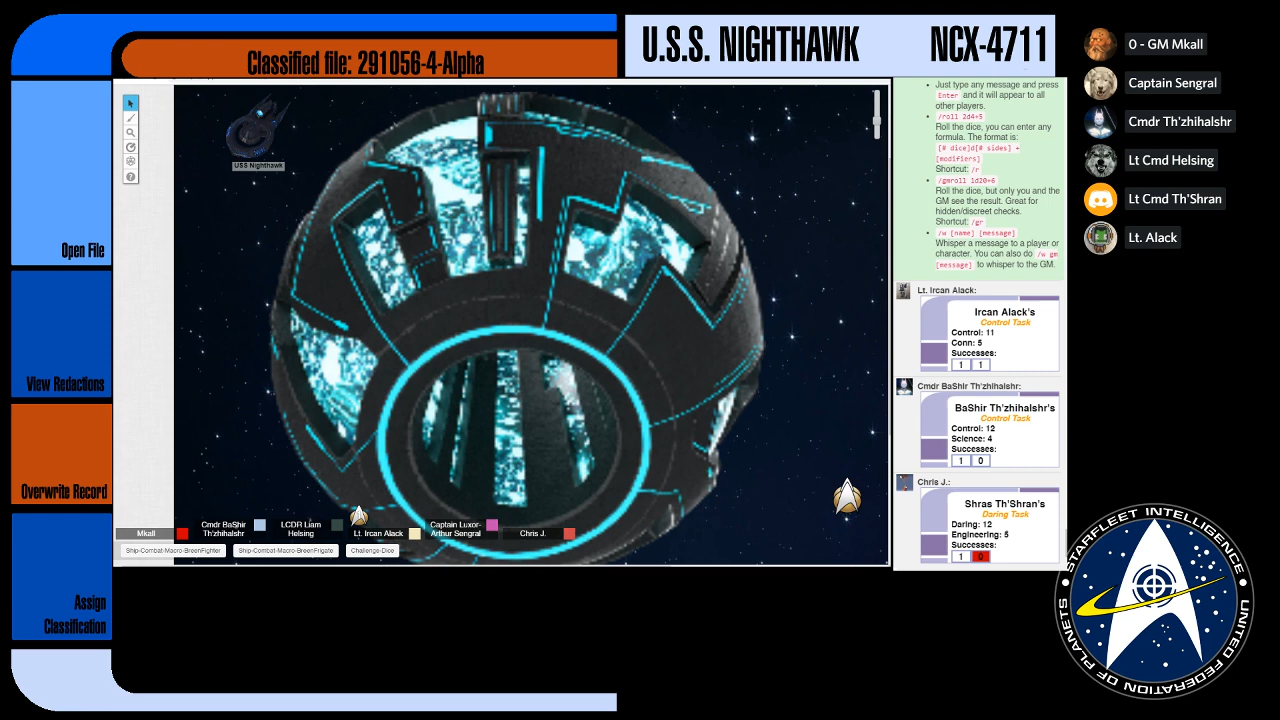 Classified file: 291056-4-Alpha
U.S.S. NIGHTHAWK
NCX-4711
Open File
View Redactions
Overwrite Record
Assign
Classification
USS Nighthawk
Mkall
Cmdr BaShir
Th'zhihalshr
LCDR Liam
Helsing
Lt. Ircan Alack
Captain Luxor-
Arthur Sengral
Chris J.
Ship-Combat-Macro-BreenFighter
Ship-Combat-Macro-BreenFrigate
Challenge-Dice
Just type any message and press
Enter and it will appear to all
other players.
/roll 2d4+5
Roll the dice, you can enter any
formula. The format is:
[# dice]d[# sides] +
[modifiers]
Shortcut: /r
/gmroll 1d20+6
Roll the dice, but only you and the
GM see the result. Great for
hidden/discreet checks.
Shortcut: /gr
/w [name] [message]
Whisper a message to a player or
character. You can also do /w gm
[message] to whisper to the GM.
Lt. Ircan Alack:
Ircan Alack's
Control Task
Control: 11
Conn: 5
Successes:
1 1
Cmdr BaShir Th'zhihalshr:
BaShir Th'zhihalshr's
Control Task
Control: 12
Science: 4
Successes:
1 0
Chris J.:
Shras Th'Shran's
Daring Task
Daring: 12
Engineering: 5
Successes:
1 0
0 - GM Mkall
Captain Sengral
Cmdr Th'zhihalshr
Lt Cmd Helsing
Lt Cmd Th'Shran
Lt. Alack
STARFLEET INTELLIGENCE
UNITED FEDERATION OF PLANETS